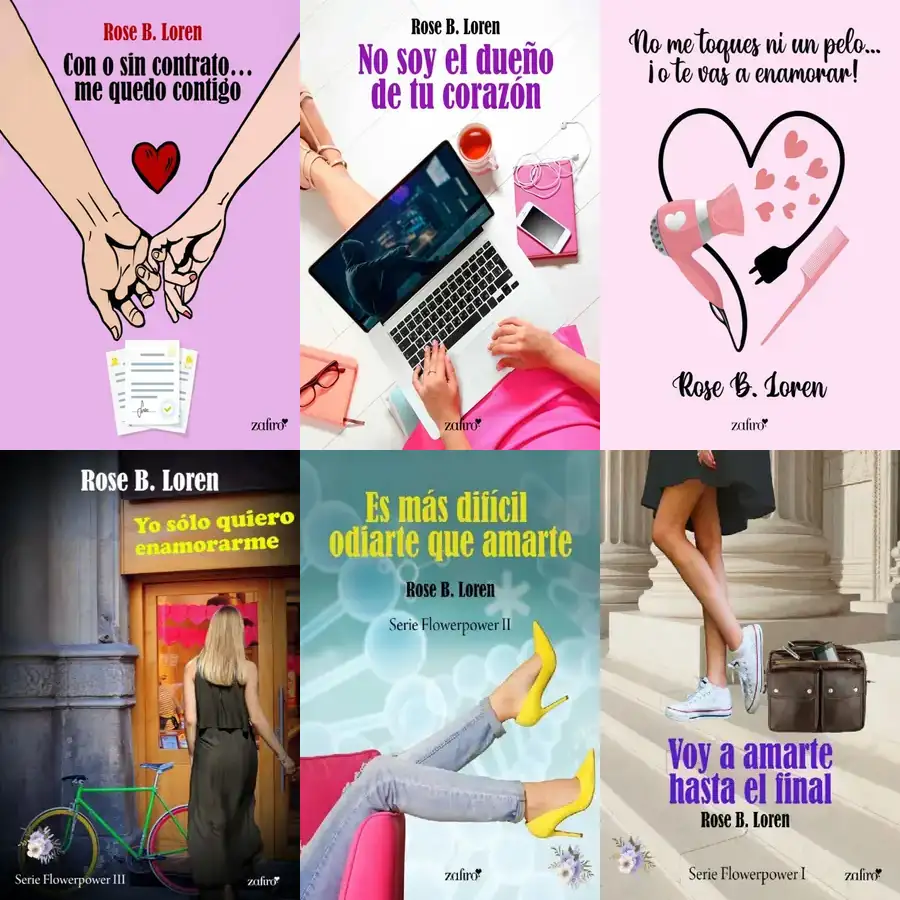 Rose B. Loren
Con o sin contrato...
me quedo contigo
zafiro
Rose B. Loren
No soy el dueño
de tu corazón
zafiro
No me toques ni un pelo...
¡o te vas a enamorar!
Rose B. Loren
zafiro
Rose B. Loren
Yo sólo quiero
enamorarme
Serie Flowerpower III
zafiro
Es más difícil
odiarte que amarte
Rose B. Loren
Serie Flowerpower II
zafiro
Voy a amarte
hasta el final
Rose B. Loren
Serie Flowerpower I
zafiro